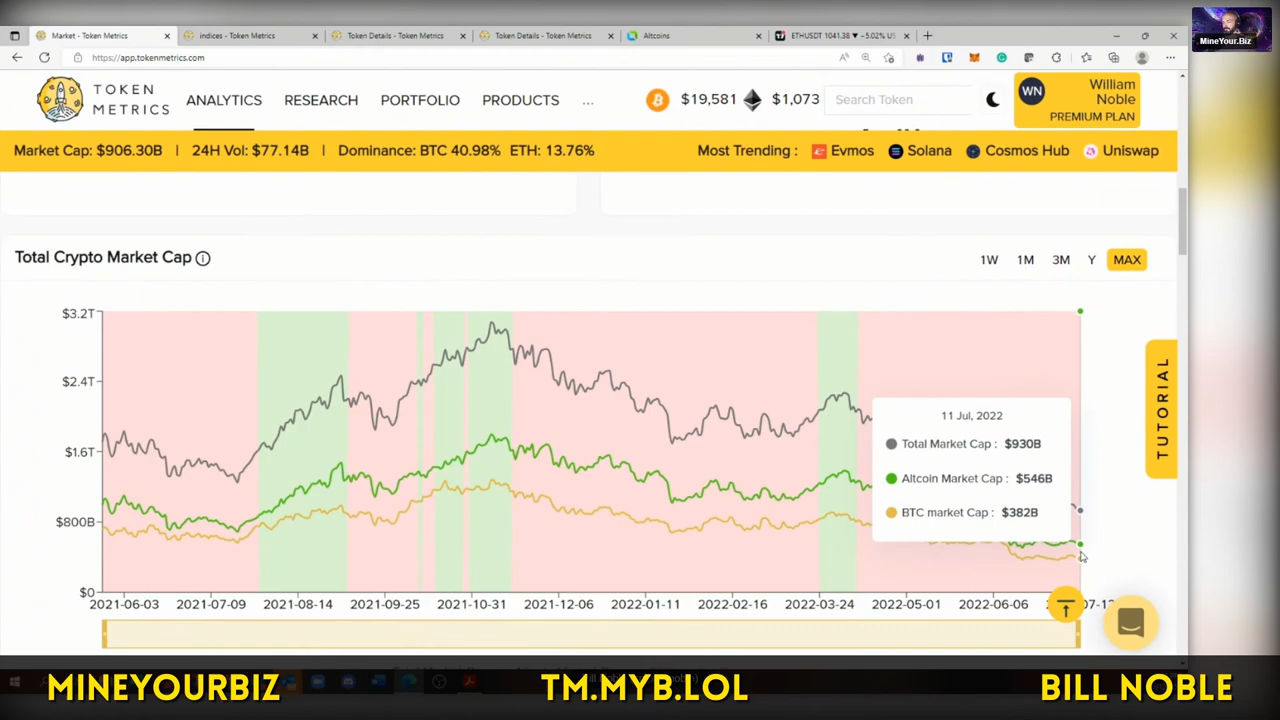 Market - Token Metrics
indices - Token Metrics
Token Details - Token Metrics
Token Details - Token Metrics
Altcoins
ETHUSDT 1041.38 ▼ −5.02% U
https://app.tokenmetrics.com
MineYour.Biz
TOKEN
METRICS
ANALYTICS
RESEARCH
PORTFOLIO
PRODUCTS
...
$19,581
$1,073
Search Token
WN
William
Noble
PREMIUM PLAN
Market Cap: $906.30B | 24H Vol: $77.14B | Dominance: BTC 40.98% ETH: 13.76%
Most Trending : Evmos Solana Cosmos Hub Uniswap
Total Crypto Market Cap
1W 1M 3M Y MAX
$3.2T
$2.4T
$1.6T
$800B
$0
11 Jul, 2022
Total Market Cap : $930B
Altcoin Market Cap : $546B
BTC market Cap : $382B
TUTORIAL
2021-06-03 2021-07-09 2021-08-14 2021-09-25 2021-10-31 2021-12-06 2022-01-11 2022-02-16 2022-03-24 2022-05-01 2022-06-06 07-12
MINEYOURBIZ
TM.MYB.LOL
BILL NOBLE